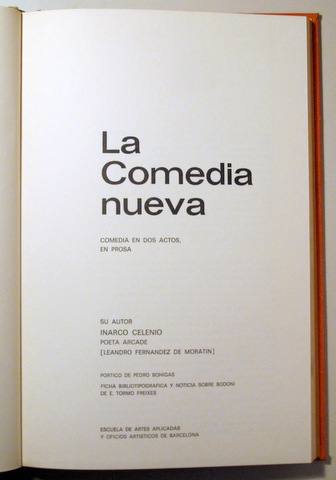 La
Comedia
nueva
COMEDIA EN DOS ACTOS,
EN PROSA
SU AUTOR
INARCO CELENIO
POETA ARCADE
[LEANDRO FERNANDEZ DE MORATIN]
PORTICO DE PEDRO BOHIGAS
FICHA BIBLIOTIPOGRAFICA Y NOTICIA SOBRE BODONI
DE E. TORMO FREIXES
ESCUELA DE ARTES APLICADAS
Y OFICIOS ARTISTICOS DE BARCELONA